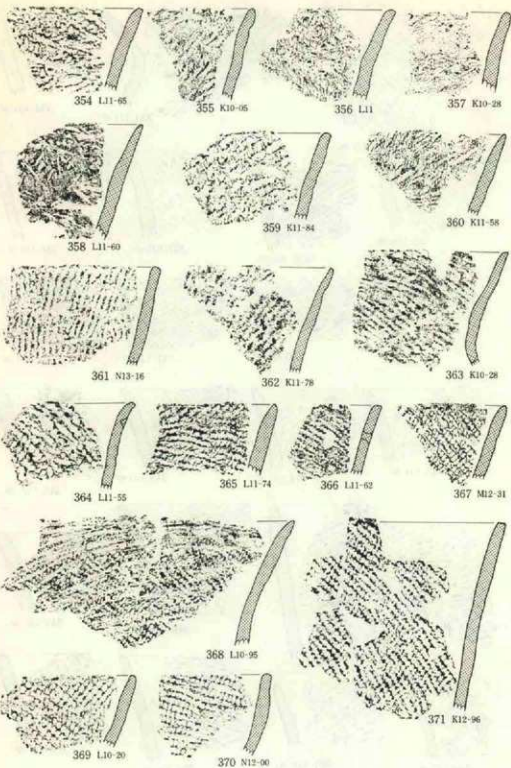 354 L11-65
355 K10-05
356 L11
357 K10-28
358 L11-60
359 K11-84
360 K11-58
361 N13-16
362 K11-78
363 K10-28
364 L11-55
365 L11-74
366 L11-62
367 M12-31
368 L10-95
369 L10-20
370 N12-00
371 K12-96